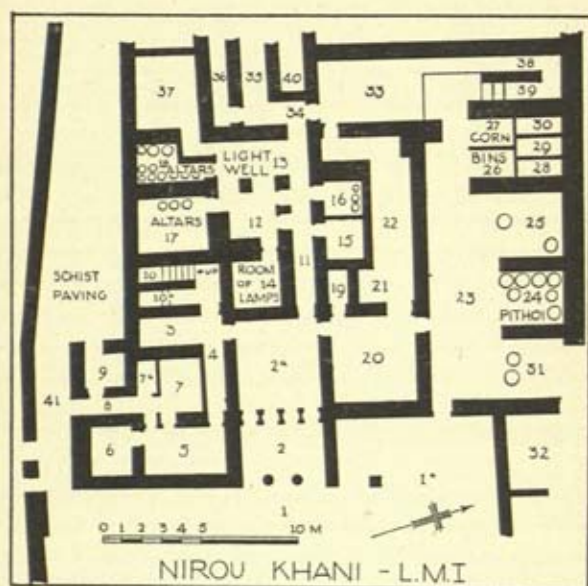 38
36 35 40 33 39
37 34 27 30
CORN
29
18 LIGHT BINS 28
ALTARS WELL 13 26
16
ALTARS 12 22 25
17 15
11
SCHIST 10 UP ROOM 24
PAVING OF 14 19 21 23 PITHOI
10a LAMPS
3
4 2a 20 31
9 7a 7
41 8
6 5 2 32
1a
1
0 1 2 3 4 5 10 M
NIROU KHANI - L.M.I